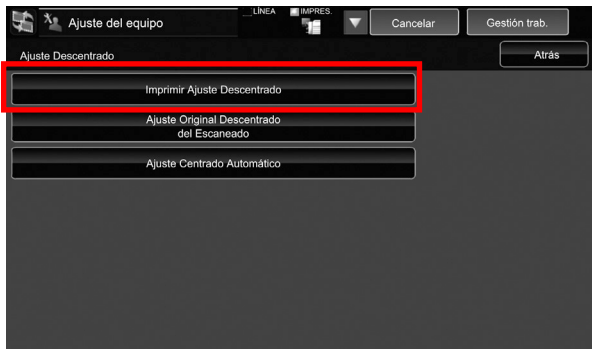 Ajuste del equipo
LÍNEA
IMPRES.
Cancelar
Gestión trab.
Ajuste Descentrado
Atrás
Imprimir Ajuste Descentrado
Ajuste Original Descentrado
del Escaneado
Ajuste Centrado Automático